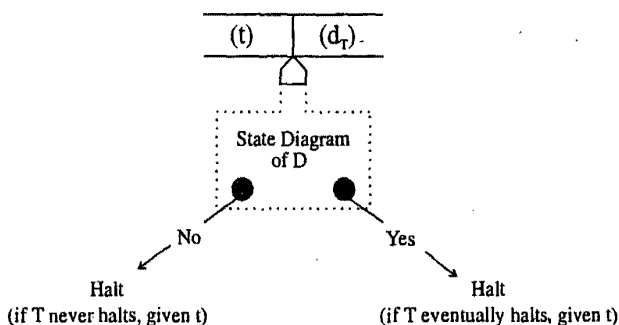 (t) (d_T)
State Diagram
of D
No Yes
Halt Halt
(if T never halts, given t) (if T eventually halts, given t)